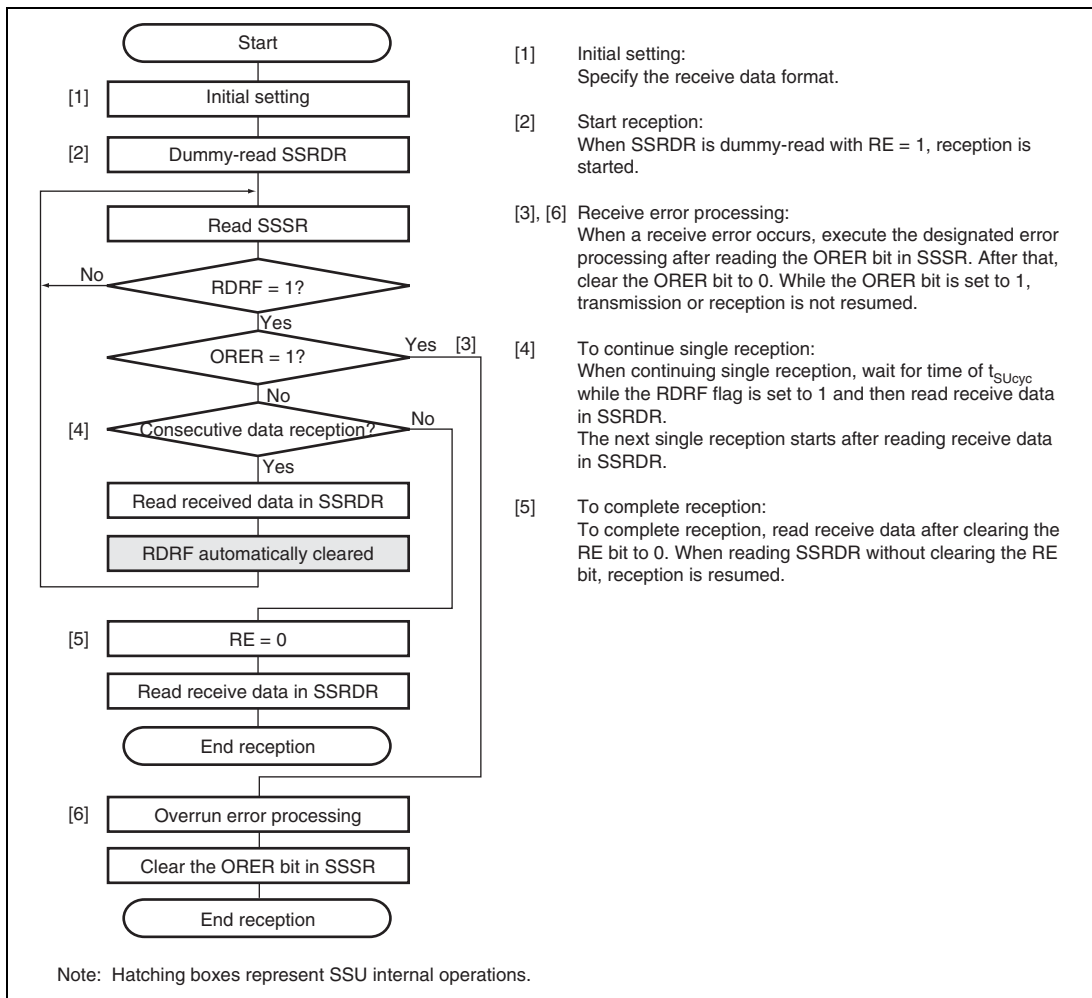 Start
[1] Initial setting
[2] Dummy-read SSRDR
Read SSSR
No
RDRF = 1?
Yes
ORER = 1?
Yes [3]
No
[4] Consecutive data reception?
No
Yes
Read received data in SSRDR
RDRF automatically cleared
[5] RE = 0
Read receive data in SSRDR
End reception
[6] Overrun error processing
Clear the ORER bit in SSSR
End reception
[1] Initial setting:
Specify the receive data format.
[2] Start reception:
When SSRDR is dummy-read with RE = 1, reception is
started.
[3], [6] Receive error processing:
When a receive error occurs, execute the designated error
processing after reading the ORER bit in SSSR. After that,
clear the ORER bit to 0. While the ORER bit is set to 1,
transmission or reception is not resumed.
[4] To continue single reception:
When continuing single reception, wait for time of tSUcyc
while the RDRF flag is set to 1 and then read receive data
in SSRDR.
The next single reception starts after reading receive data
in SSRDR.
[5] To complete reception:
To complete reception, read receive data after clearing the
RE bit to 0. When reading SSRDR without clearing the RE
bit, reception is resumed.
Note: Hatching boxes represent SSU internal operations.